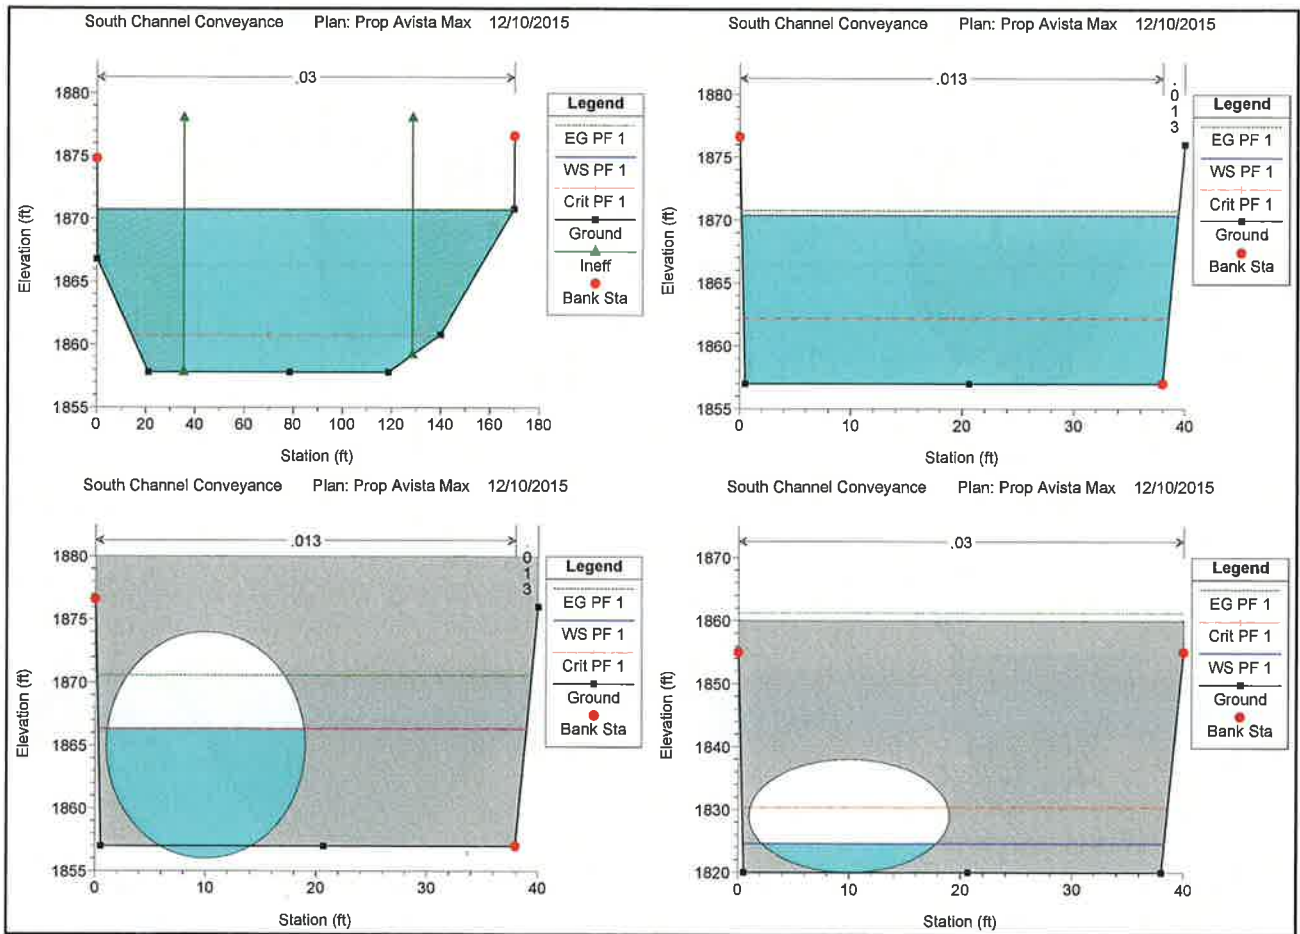 South Channel Conveyance Plan: Prop Avista Max 12/10/2015
.03
Elevation (ft)
1880
1875
1870
1865
1860
1855
0 20 40 60 80 100 120 140 160 180
Station (ft)
Legend
EG PF 1
WS PF 1
Crit PF 1
Ground
Ineff
Bank Sta
South Channel Conveyance Plan: Prop Avista Max 12/10/2015
.013
.013
Elevation (ft)
1880
1875
1870
1865
1860
1855
0 10 20 30 40
Station (ft)
Legend
EG PF 1
WS PF 1
Crit PF 1
Ground
Bank Sta
South Channel Conveyance Plan: Prop Avista Max 12/10/2015
.013
.013
Elevation (ft)
1880
1875
1870
1865
1860
1855
0 10 20 30 40
Station (ft)
Legend
EG PF 1
WS PF 1
Crit PF 1
Ground
Bank Sta
South Channel Conveyance Plan: Prop Avista Max 12/10/2015
.03
Elevation (ft)
1870
1860
1850
1840
1830
1820
0 10 20 30 40
Station (ft)
Legend
EG PF 1
Crit PF 1
WS PF 1
Ground
Bank Sta